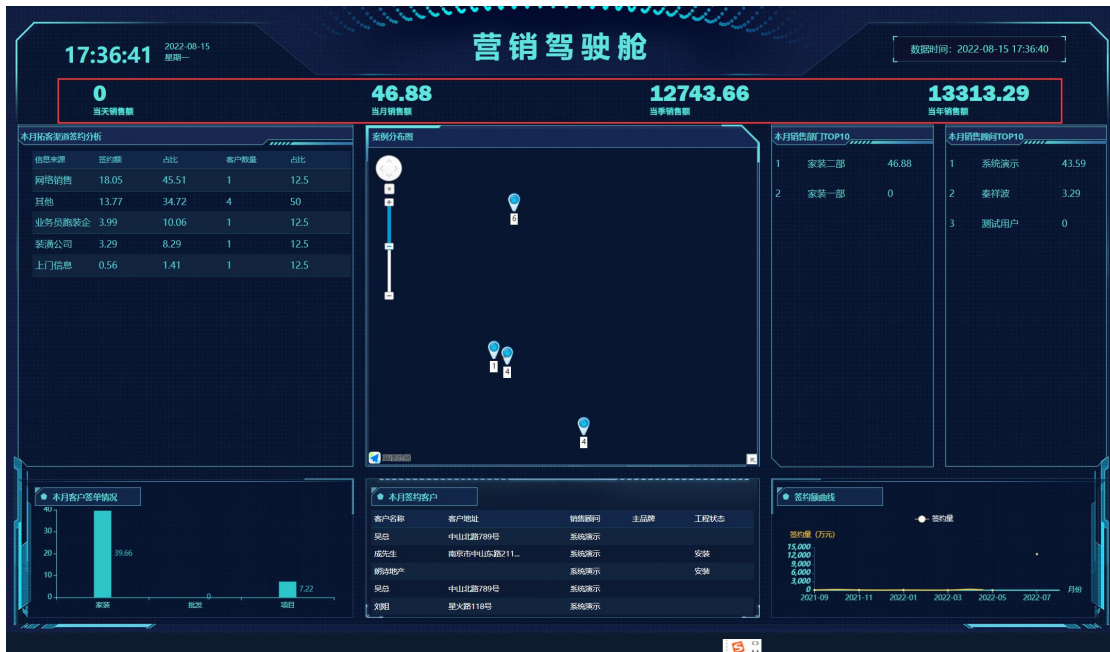 营销驾驶舱
17:36:41
2022-08-15
星期一
数据时间: 2022-08-15 17:36:40
0
当天销售额
46.88
当月销售额
12743.66
当季销售额
13313.29
当年销售额
本月拓客渠道签约分析
信息来源 签约额 占比 客户数量 占比
网络销售 18.05 45.51 1 12.5
其他 13.77 34.72 4 50
业务员跑装企 3.99 10.06 1 12.5
装潢公司 3.29 8.29 1 12.5
上门信息 0.56 1.41 1 12.5
案例分布图
6
1
4
4
本月销售部门TOP10
1 家装二部 46.88
2 家装一部 0
本月销售顾问TOP10
1 系统演示 43.59
2 秦祥波 3.29
3 测试用户 0
本月客户签单情况
40
30
20
10
0
39.66
0
7.22
家装 批发 项目
本月签约客户
客户名称 客户地址 销售顾问 主品牌 工程状态
吴总 中山北路789号 系统演示
成先生 南京市中山东路211... 系统演示 安装
朗诗地产 系统演示 安装
吴总 中山北路789号 系统演示
刘阳 星火路118号 系统演示
签约额曲线
签约量
签约量 (万元)
15,000
12,000
9,000
6,000
3,000
0
2021-09 2021-11 2022-01 2022-03 2022-05 2022-07
月份